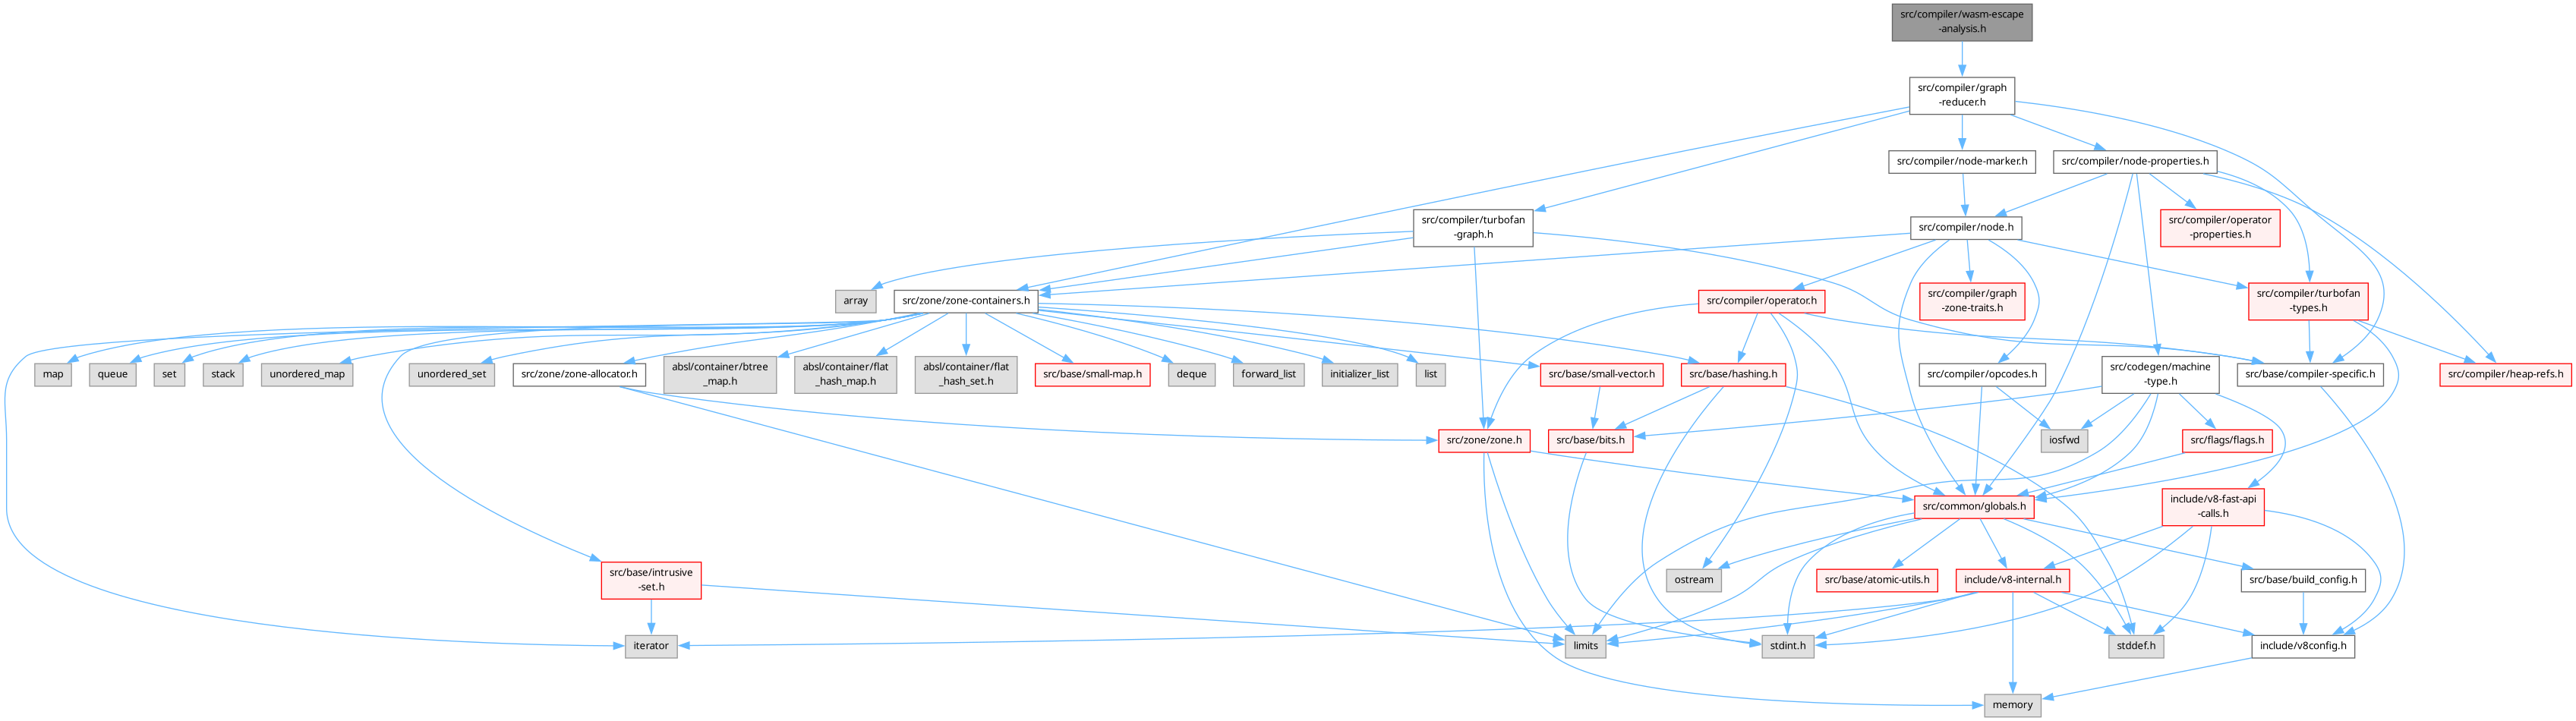 src/compiler/wasm-escape
-analysis.h
src/compiler/graph
-reducer.h
src/compiler/node-marker.h
src/compiler/node-properties.h
src/compiler/turbofan
-graph.h
src/compiler/node.h
src/compiler/operator
-properties.h
array
src/zone/zone-containers.h
src/compiler/operator.h
src/compiler/graph
-zone-traits.h
src/compiler/turbofan
-types.h
map
queue
set
stack
unordered_map
unordered_set
src/zone/zone-allocator.h
absl/container/btree
_map.h
absl/container/flat
_hash_map.h
absl/container/flat
_hash_set.h
src/base/small-map.h
deque
forward_list
initializer_list
list
src/base/small-vector.h
src/base/hashing.h
src/compiler/opcodes.h
src/codegen/machine
-type.h
src/base/compiler-specific.h
src/compiler/heap-refs.h
src/zone/zone.h
src/base/bits.h
iosfwd
src/flags/flags.h
src/common/globals.h
include/v8-fast-api
-calls.h
src/base/intrusive
-set.h
ostream
src/base/atomic-utils.h
include/v8-internal.h
src/base/build_config.h
iterator
limits
stdint.h
stddef.h
include/v8config.h
memory